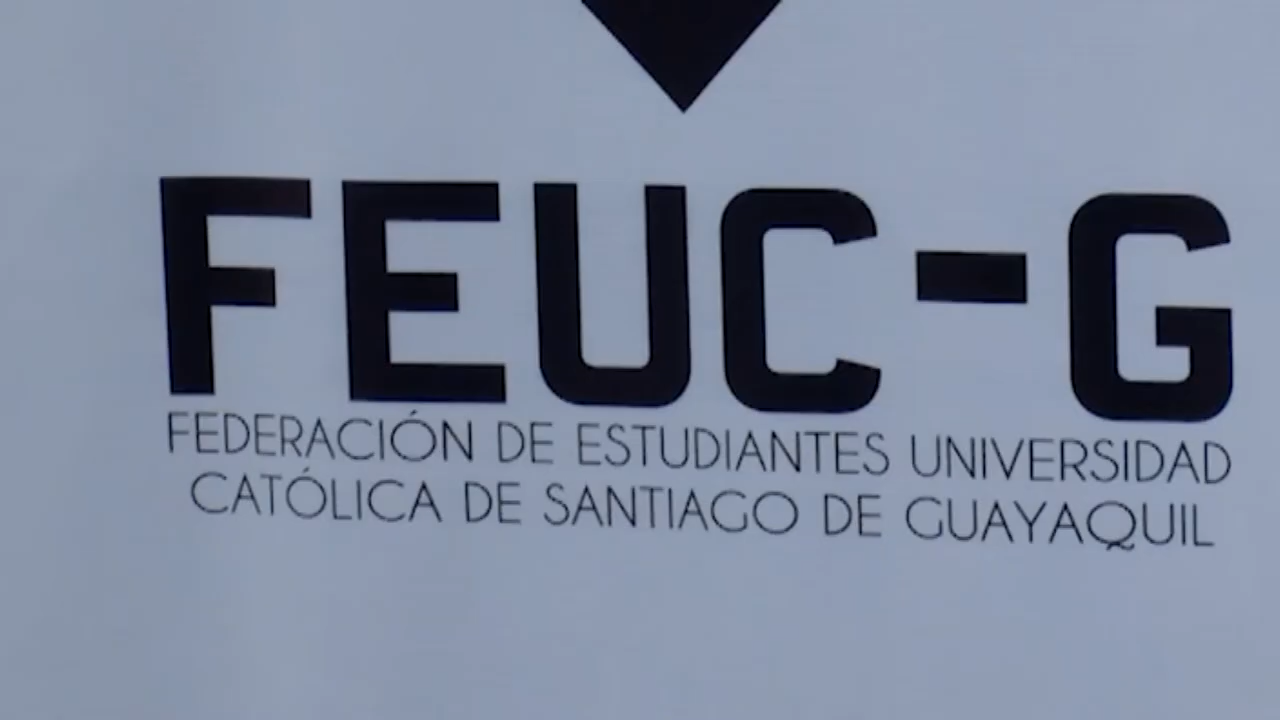 FEUC-G
FEDERACIÓN DE ESTUDIANTES UNIVERSIDAD
CATÓLICA DE SANTIAGO DE GUAYAQUIL